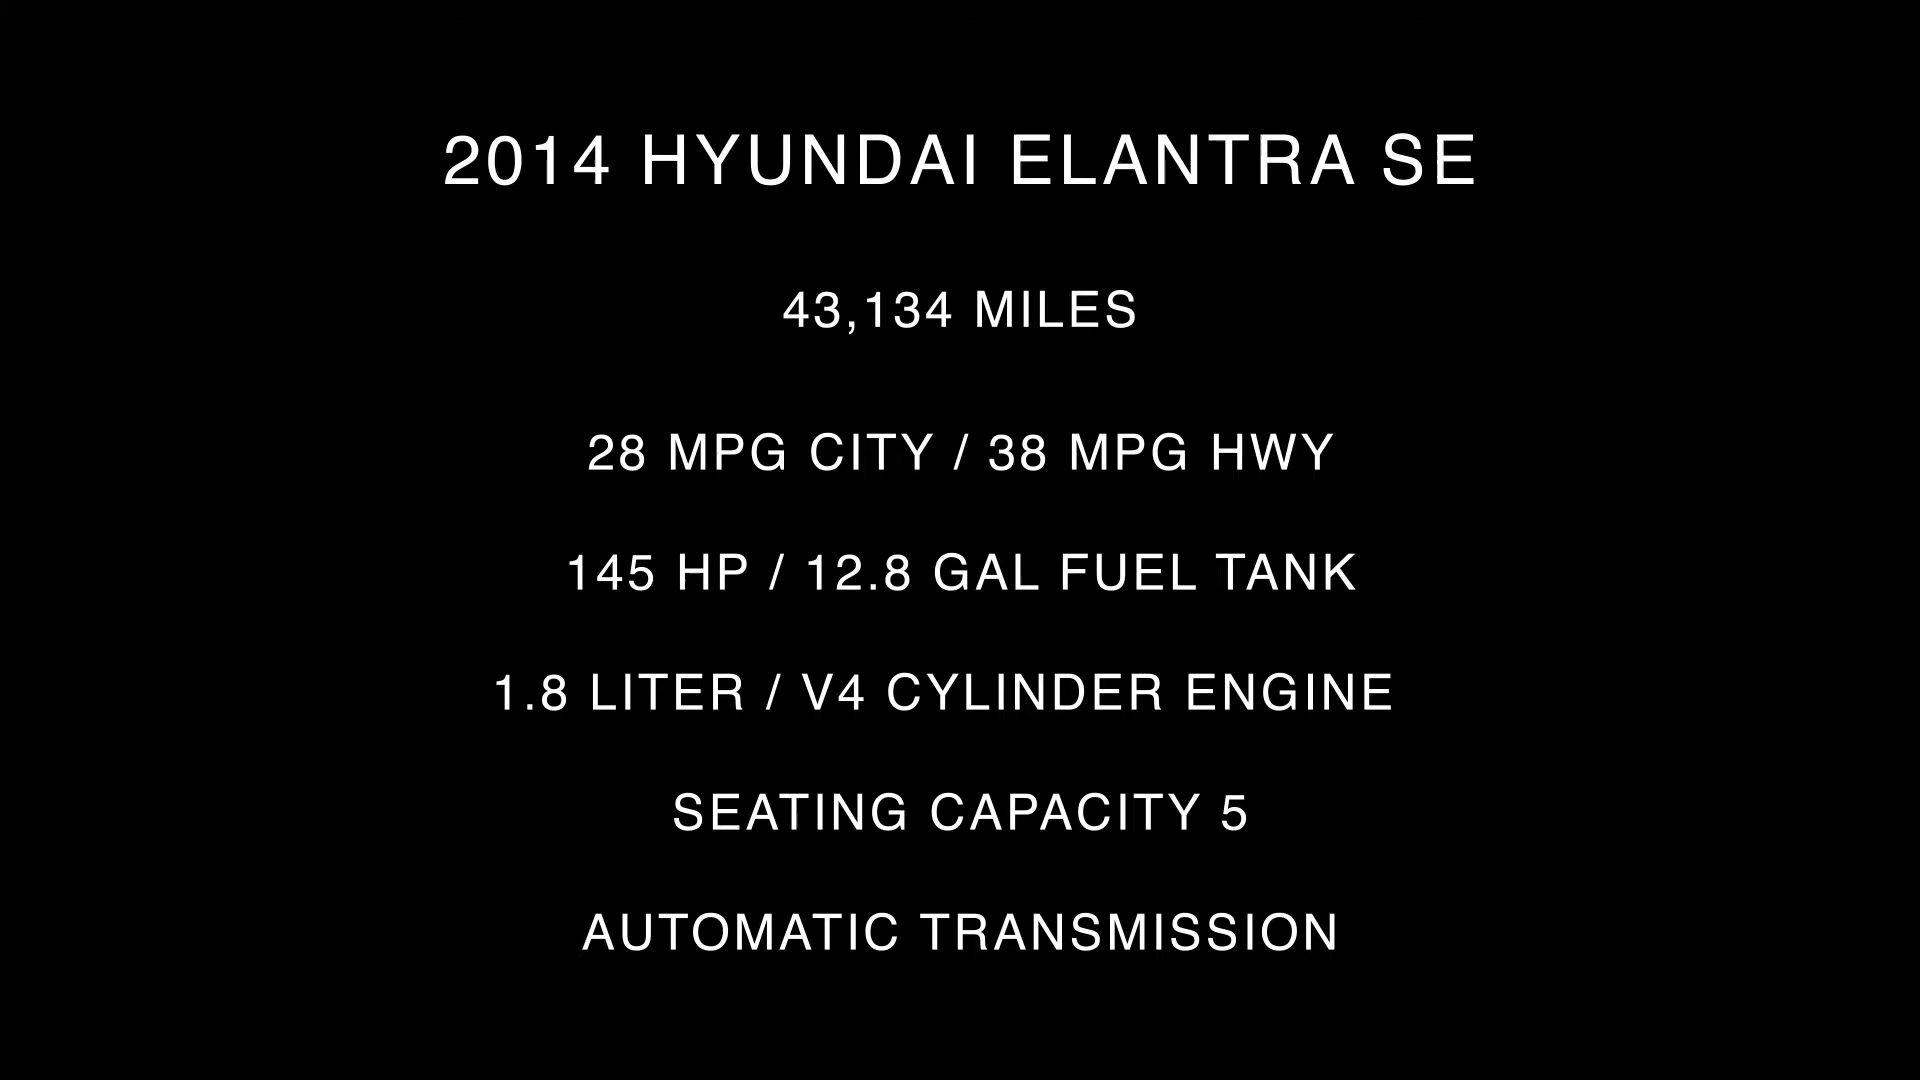 2014 HYUNDAI ELANTRA SE
43,134 MILES
28 MPG CITY / 38 MPG HWY
145 HP / 12.8 GAL FUEL TANK
1.8 LITER / V4 CYLINDER ENGINE
SEATING CAPACITY 5
AUTOMATIC TRANSMISSION